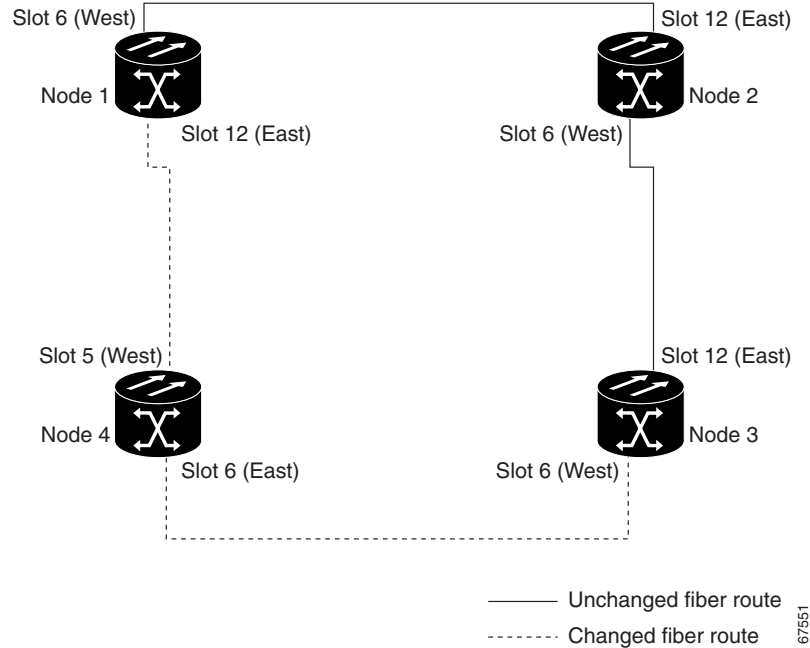 Slot 6 (West)
Slot 12 (East)
Node 1
Node 2
Slot 12 (East)
Slot 6 (West)
Slot 5 (West)
Slot 12 (East)
Node 4
Node 3
Slot 6 (East)
Slot 6 (West)
Unchanged fiber route
Changed fiber route
67551